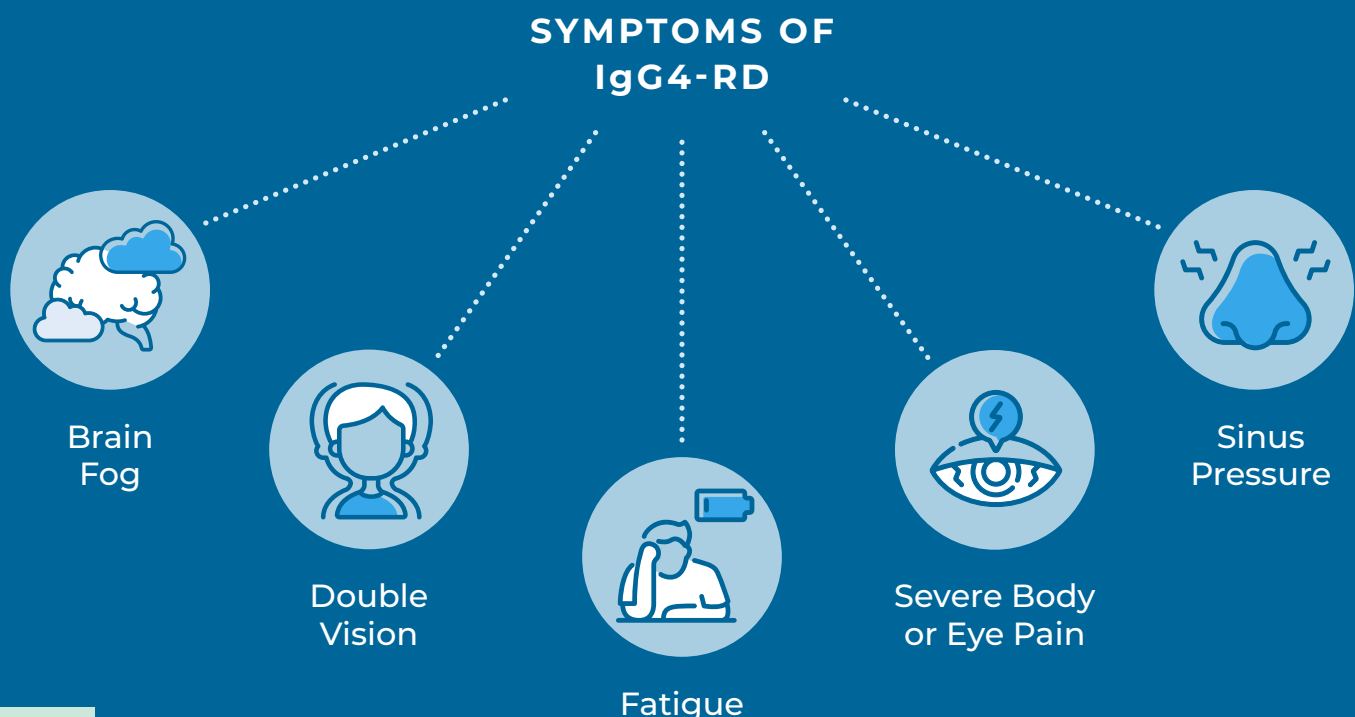 SYMPTOMS OF
IgG4-RD
Brain
Fog
Double
Vision
Fatigue
Severe Body
or Eye Pain
Sinus
Pressure